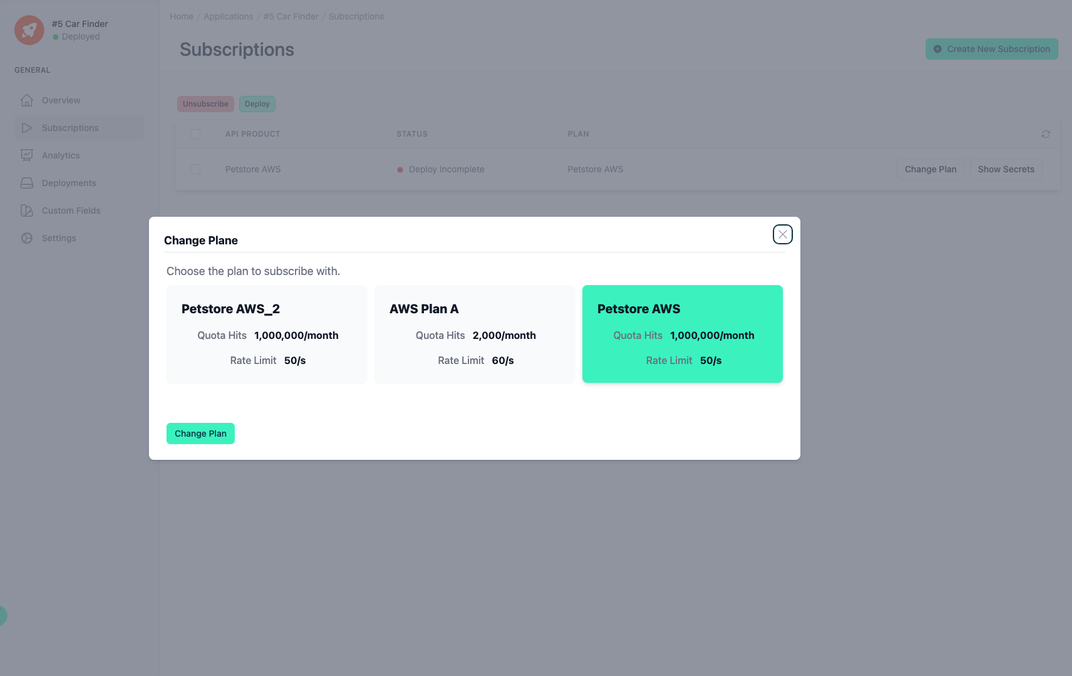 #5 Car Finder
Deployed
GENERAL
Overview
Subscriptions
Analytics
Deployments
Custom Fields
Settings
Home / Applications / #5 Car Finder / Subscriptions
Subscriptions
Create New Subscription
Unsubscribe Deploy
API PRODUCT STATUS PLAN
Petstore AWS Deploy Incomplete Petstore AWS Change Plan Show Secrets
Change Plane
Choose the plan to subscribe with.
Petstore AWS_2
Quota Hits 1,000,000/month
Rate Limit 50/s
AWS Plan A
Quota Hits 2,000/month
Rate Limit 60/s
Petstore AWS
Quota Hits 1,000,000/month
Rate Limit 50/s
Change Plan